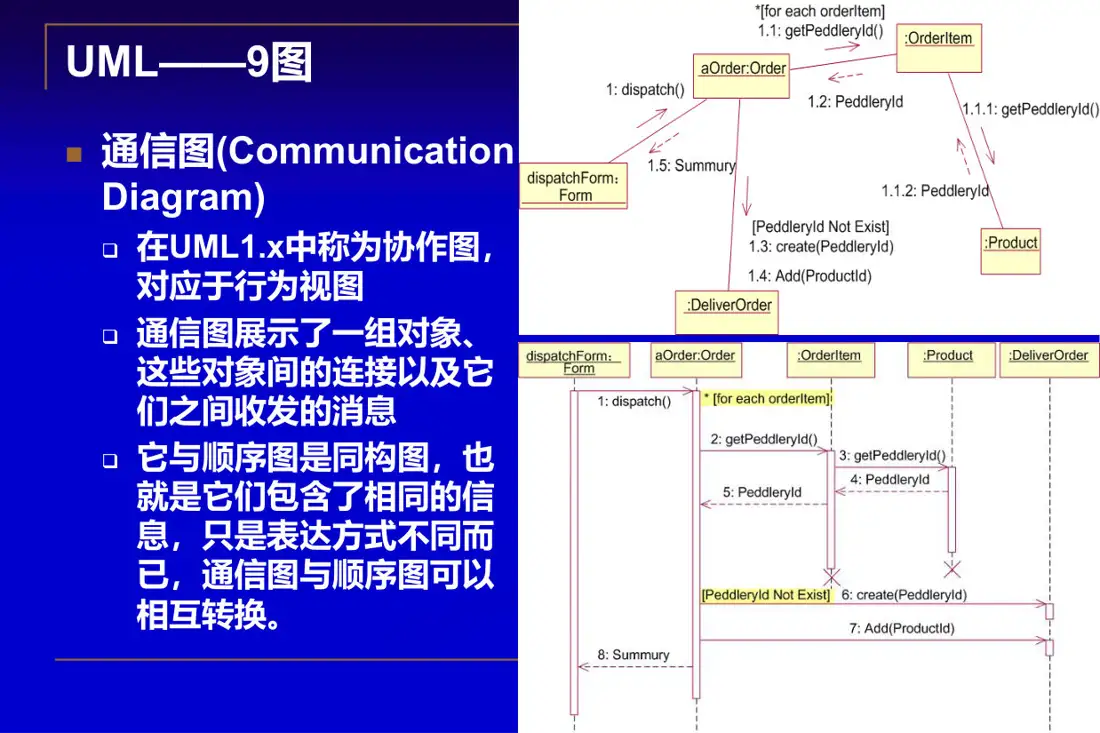 UML——9图
通信图(Communication
Diagram)
在UML1.x中称为协作图，
对应于行为视图
通信图展示了一组对象、
这些对象间的连接以及它
们之间收发的消息
它与顺序图是同构图，也
就是它们包含了相同的信
息，只是表达方式不同而
已，通信图与顺序图可以
相互转换。
*[for each orderItem]
1.1: getPeddleryId()
:OrderItem
aOrder:Order
1: dispatch()
1.2: PeddleryId
1.1.1: getPeddleryId()
1.5: Summury
dispatchForm：
Form
1.1.2: PeddleryId
[PeddleryId Not Exist]
1.3: create(PeddleryId)
:Product
1.4: Add(ProductId)
:DeliverOrder
dispatchForm：
Form
aOrder:Order
:OrderItem
:Product
:DeliverOrder
1: dispatch()
* [for each orderItem]
2: getPeddleryId()
3: getPeddleryId()
4: PeddleryId
5: PeddleryId
[PeddleryId Not Exist]
6: create(PeddleryId)
7: Add(ProductId)
8: Summury